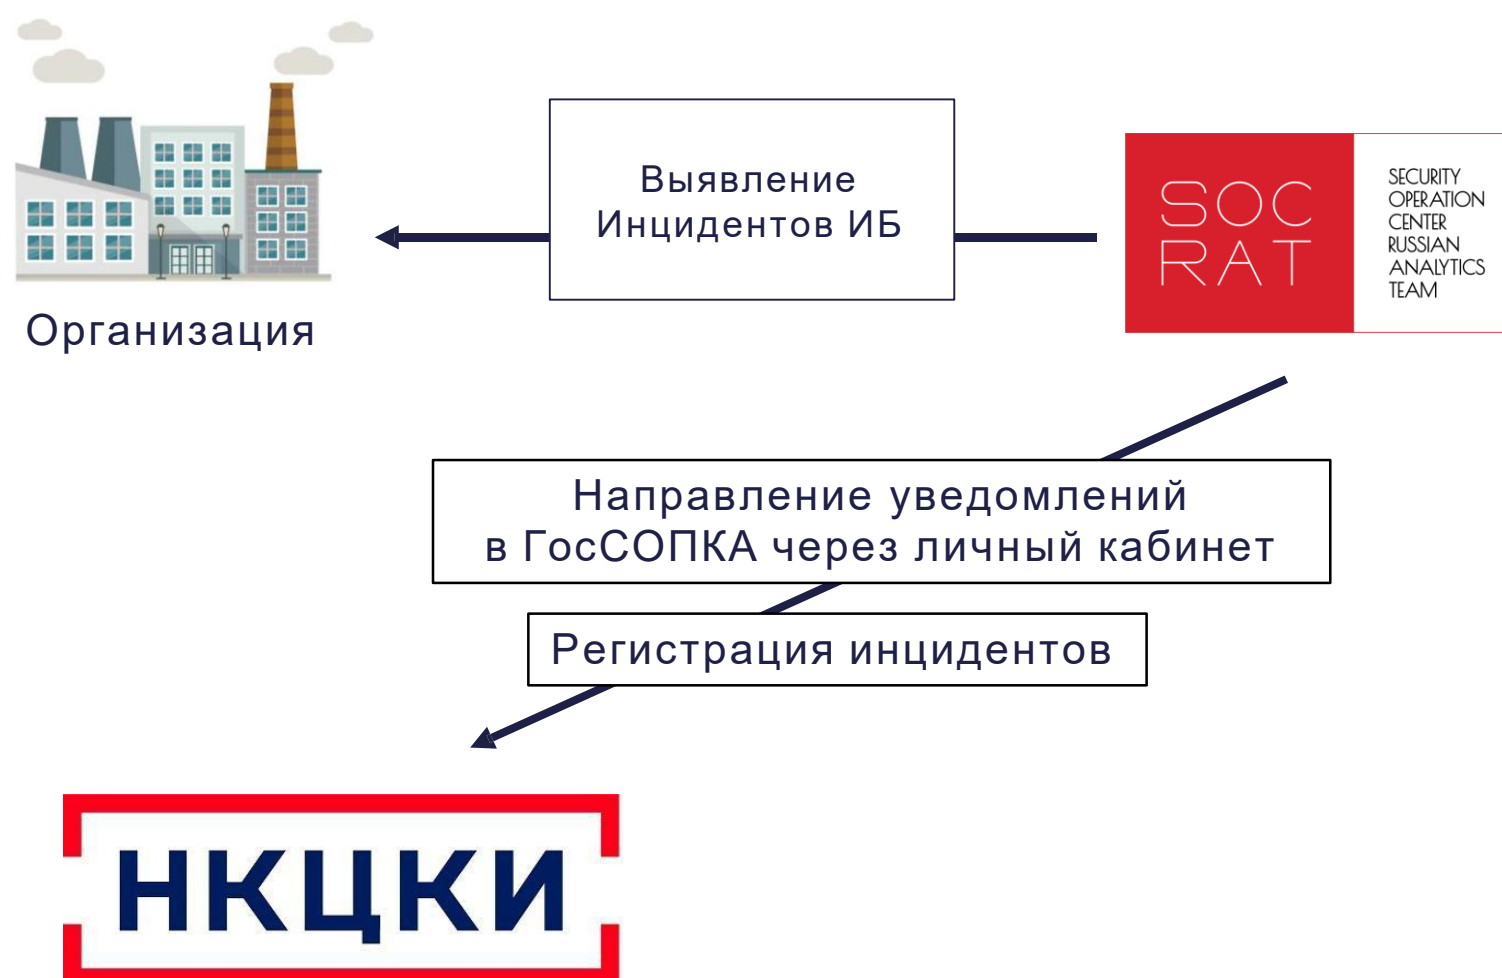 Выявление
Инцидентов ИБ
SOC
RAT
SECURITY
OPERATION
CENTER
RUSSIAN
ANALYTICS
TEAM
Организация
Направление уведомлений
в ГосСОПКА через личный кабинет
Регистрация инцидентов
НКЦКИ